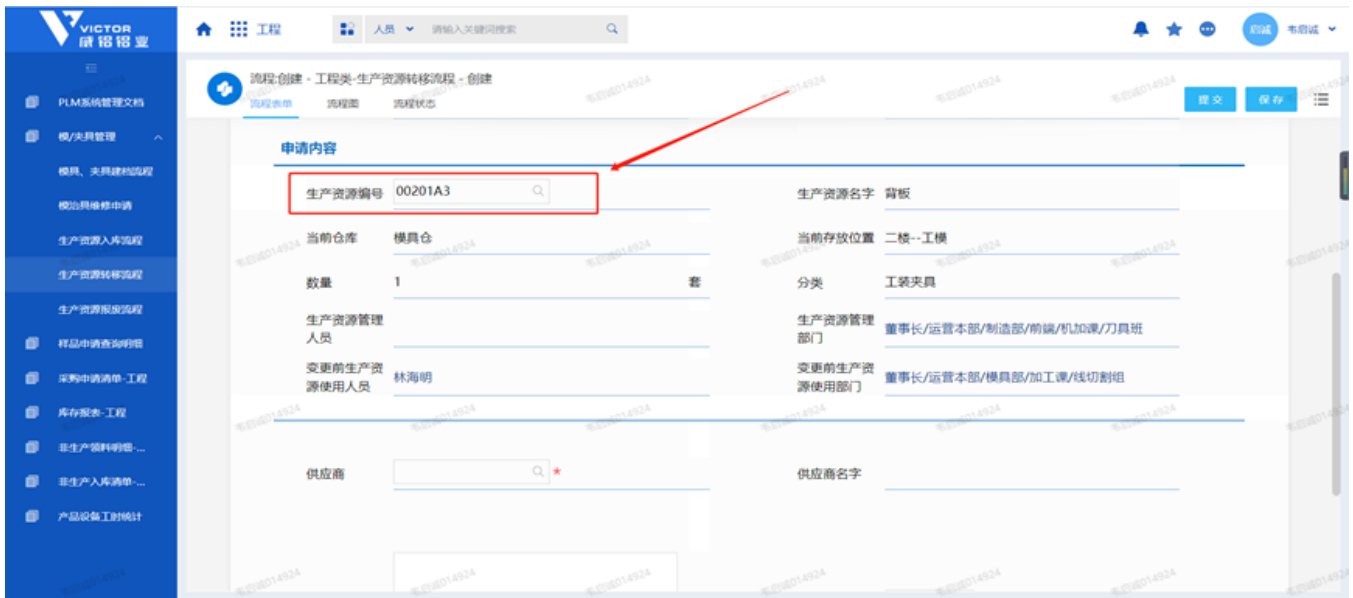 VICTOR
威铝铝业
工程
人员
请输入关键词搜索
启诚
韦启诚
流程:创建 - 工程类-生产资源转移流程 - 创建
流程表单 流程图 流程状态
提交 保存
PLM系统管理文档
模/夹具管理
模具、夹具建档流程
模治具维修申请
生产资源入库流程
生产资源转移流程
生产资源报废流程
样品申请查询明细
采购申请清单-工程
库存报表-工程
非生产领料明细-...
非生产入库清单-...
产品设备工时统计
申请内容
生产资源编号 00201A3 生产资源名字 背板
当前仓库 模具仓 当前存放位置 二楼--工模
数量 1 套 分类 工装夹具
生产资源管理人员 生产资源管理部门 董事长/运营本部/制造部/前端/机加课/刀具班
变更前生产资源使用人员 林海明 变更前生产资源使用部门 董事长/运营本部/模具部/加工课/线切割组
供应商 * 供应商名字
韦启诚014924